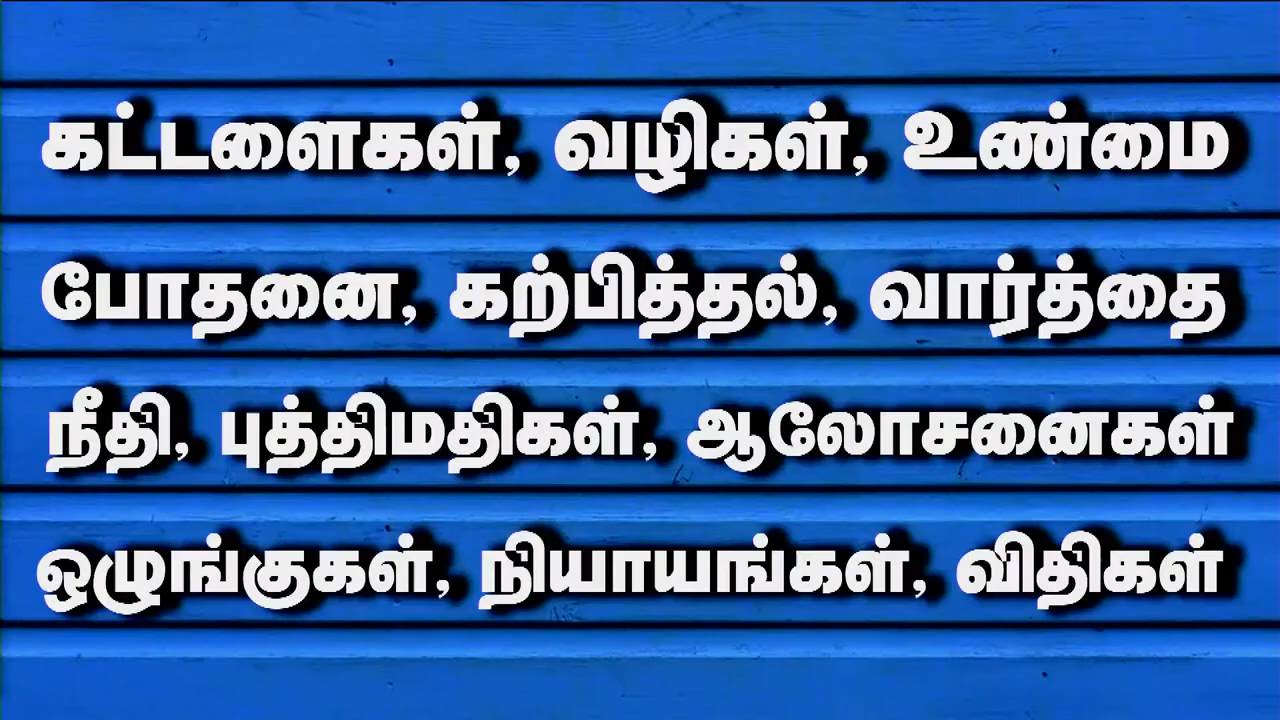 கட்டளைகள், வழிகள், உண்மை
போதனை, கற்பித்தல், வார்த்தை
நீதி, புத்திமதிகள், ஆலோசனைகள்
ஒழுங்குகள், நியாயங்கள், விதிகள்